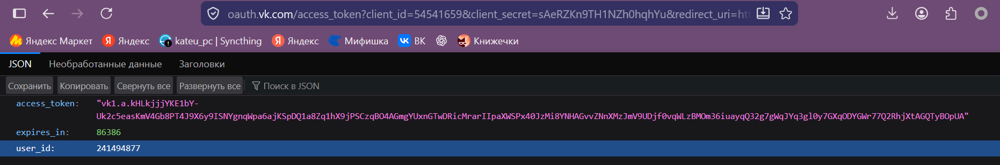 oauth.vk.com/access_token?client_id=54541659&client_secret=sAeRZKn9TH1NZh0hqhYu&redirect_uri=htt
Яндекс Маркет Яндекс kateu_pc | Syncthing Яндекс Мифишка ВК Книжечки
JSON Необработанные данные Заголовки
Сохранить Копировать Свернуть все Развернуть все Поиск в JSON
access_token: "vk1.a.kHLkjjjYKE1bY-
Uk2c5easKmV4Gb8PT4J9X6y9ISNYgnqWpa6ajKSpDQ1a8Zq1hX9jPSCzqBO4AGmgYUxnGTwDRicMrarIIpaXWSPx40JzMi8YNHAGvvZNnXMzJmV9UDjf0vqWLzBMOm36iuayqQ32g7gWqJYq3gl0y7GXqODYGWr77Q2RhjXtAGQTyBOpUA"
expires_in: 86386
user_id: 241494877